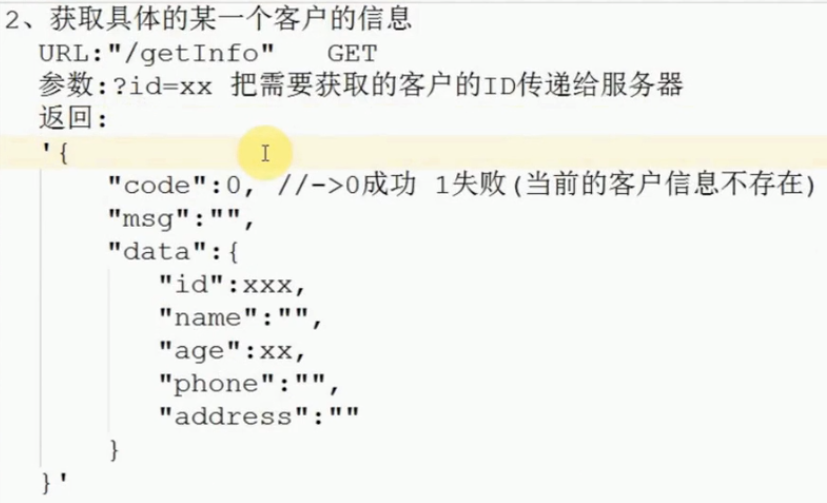 2、获取具体的某一个客户的信息
URL:"/getInfo"   GET
参数:?id=xx 把需要获取的客户的ID传递给服务器
返回:
'{
"code":0, //->0成功 1失败(当前的客户信息不存在)
"msg":"",
"data":{
"id":xxx,
"name":"",
"age":xx,
"phone":"",
"address":""
}
}'